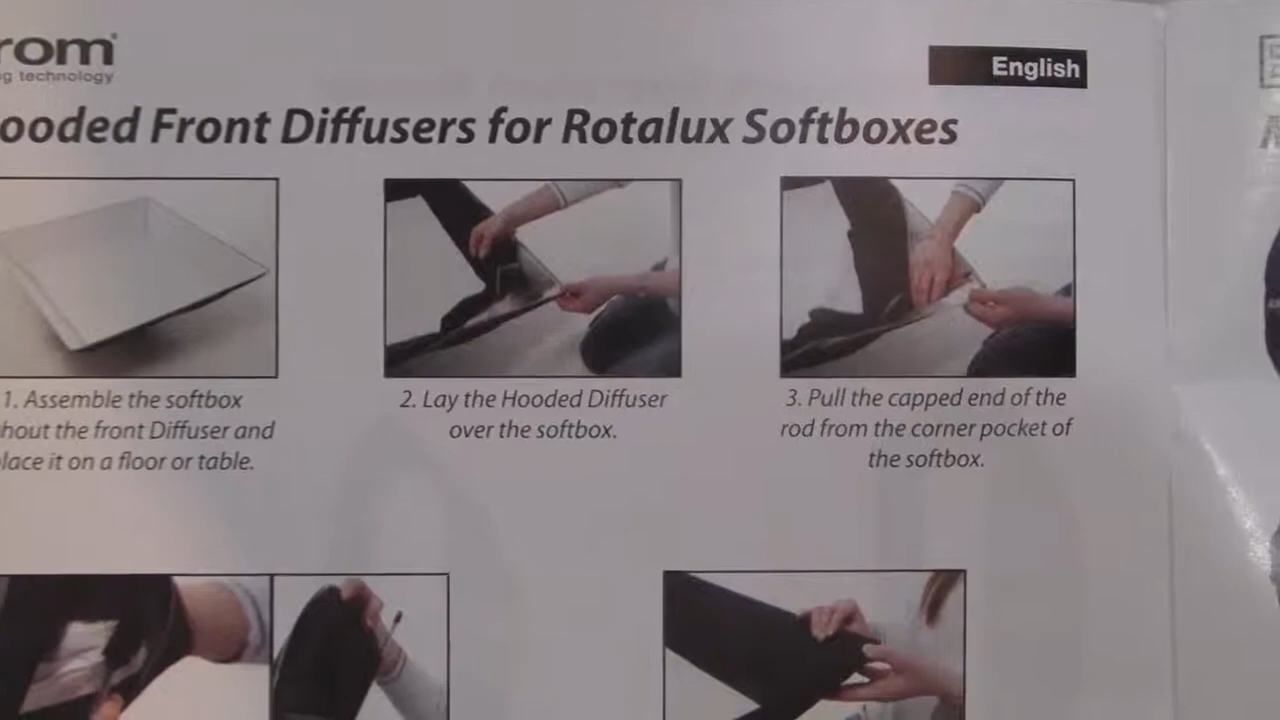 rom
ng technology
English
ooded Front Diffusers for Rotalux Softboxes
1. Assemble the softbox
hout the front Diffuser and
lace it on a floor or table.
2. Lay the Hooded Diffuser
over the softbox.
3. Pull the capped end of the
rod from the corner pocket of
the softbox.